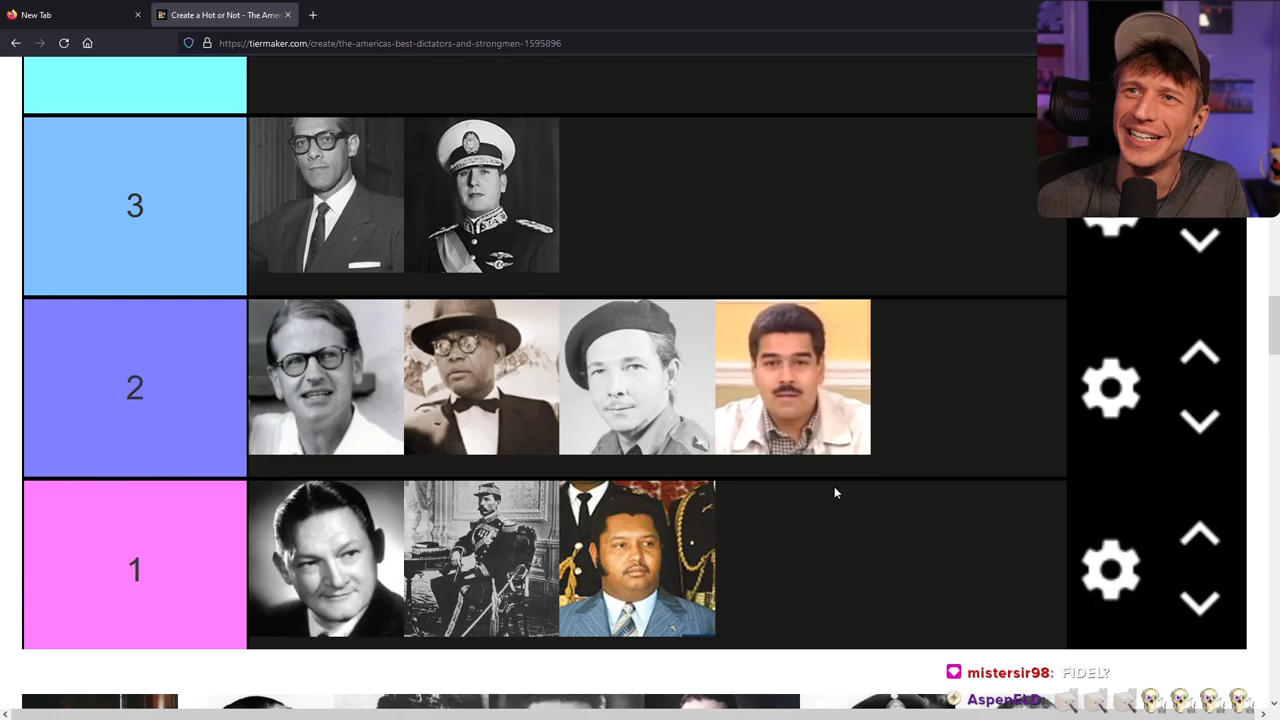 New Tab
Create a Hot or Not - The Ame
https://tiermaker.com/create/the-americas-best-dictators-and-strongmen-1595896
3
2
1
mistersir98: FIDEL?
AspenELD: